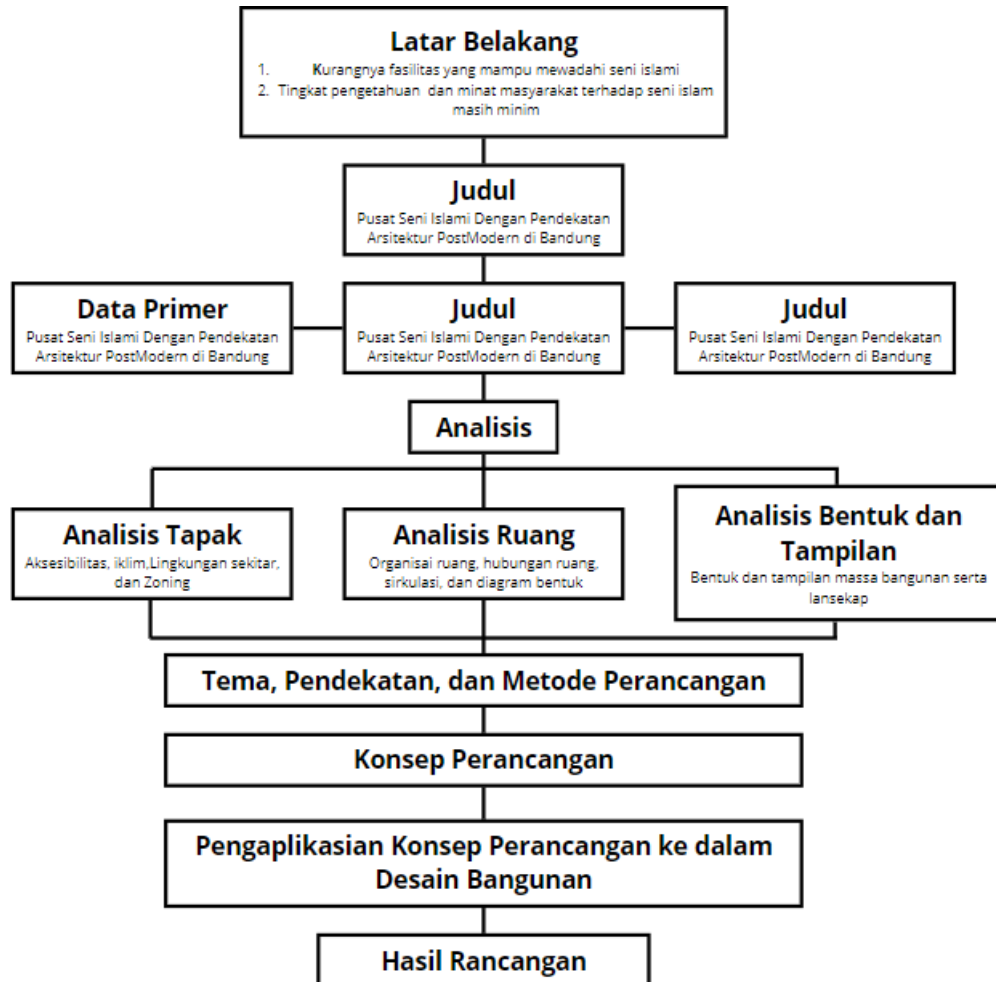 Latar Belakang
1. Kurangnya fasilitas yang mampu mewadahi seni islami
2. Tingkat pengetahuan dan minat masyarakat terhadap seni islam
masih minim
Judul
Pusat Seni Islami Dengan Pendekatan
Arsitektur PostModern di Bandung
Data Primer
Pusat Seni Islami Dengan Pendekatan
Arsitektur PostModern di Bandung
Judul
Pusat Seni Islami Dengan Pendekatan
Arsitektur PostModern di Bandung
Judul
Pusat Seni Islami Dengan Pendekatan
Arsitektur PostModern di Bandung
Analisis
Analisis Tapak
Aksesibilitas, iklim,Lingkungan sekitar,
dan Zoning
Analisis Ruang
Organisai ruang, hubungan ruang,
sirkulasi, dan diagram bentuk
Analisis Bentuk dan
Tampilan
Bentuk dan tampilan massa bangunan serta
lansekap
Tema, Pendekatan, dan Metode Perancangan
Konsep Perancangan
Pengaplikasian Konsep Perancangan ke dalam
Desain Bangunan
Hasil Rancangan